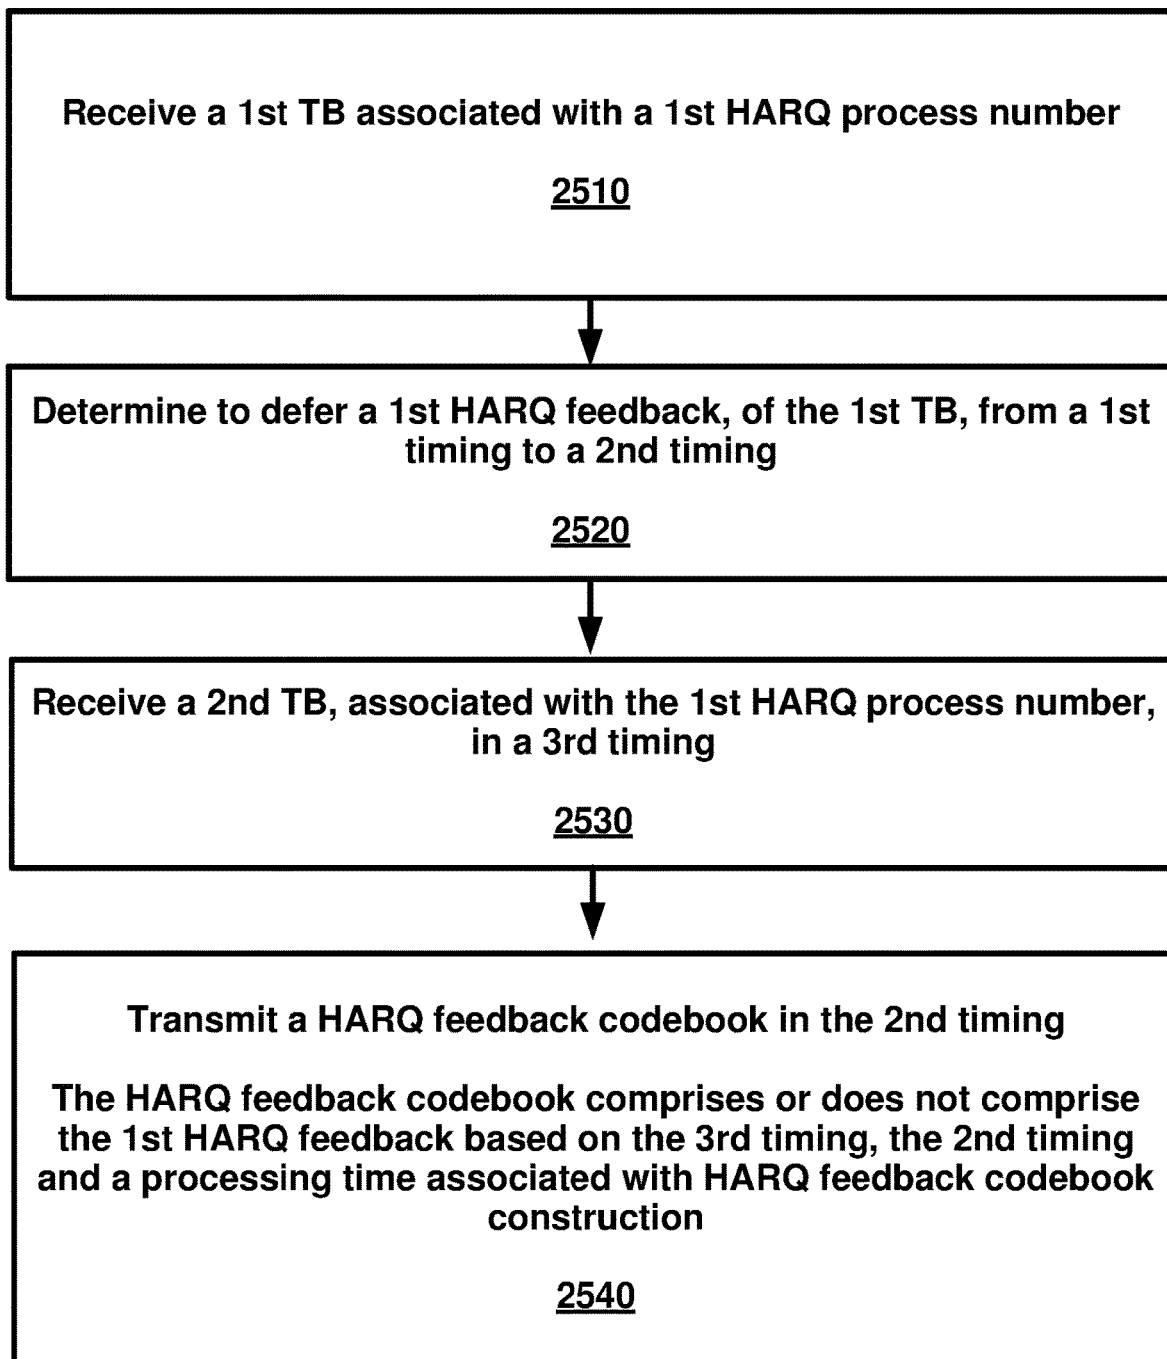 Receive a 1st TB associated with a 1st HARQ process number
2510
Determine to defer a 1st HARQ feedback, of the 1st TB, from a 1st
timing to a 2nd timing
2520
Receive a 2nd TB, associated with the 1st HARQ process number,
in a 3rd timing
2530
Transmit a HARQ feedback codebook in the 2nd timing
The HARQ feedback codebook comprises or does not comprise
the 1st HARQ feedback based on the 3rd timing, the 2nd timing
and a processing time associated with HARQ feedback codebook
construction
2540